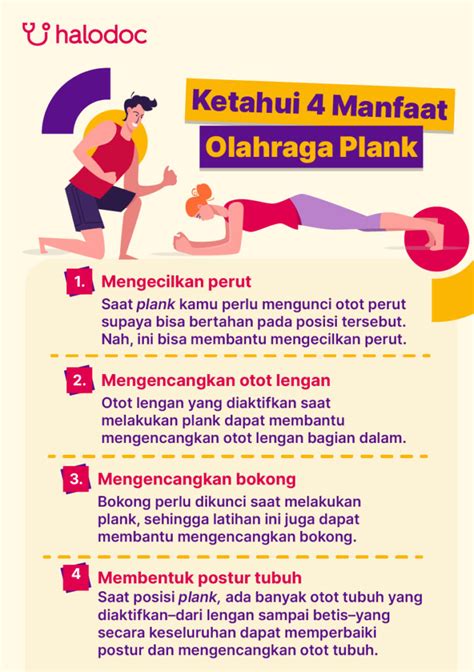 halodoc
Ketahui 4 Manfaat
Olahraga Plank
1. Mengecilkan perut
Saat plank kamu perlu mengunci otot perut
supaya bisa bertahan pada posisi tersebut.
Nah, ini bisa membantu mengecilkan perut.
2. Mengencangkan otot lengan
Otot lengan yang diaktifkan saat
melakukan plank dapat membantu
mengencangkan otot lengan bagian dalam.
3. Mengencangkan bokong
Bokong perlu dikunci saat melakukan
plank, sehingga latihan ini juga dapat
membantu mengencangkan bokong.
4 Membentuk postur tubuh
Saat posisi plank, ada banyak otot tubuh yang
diaktifkan–dari lengan sampai betis–yang
secara keseluruhan dapat memperbaiki
postur dan mengencangkan otot tubuh.